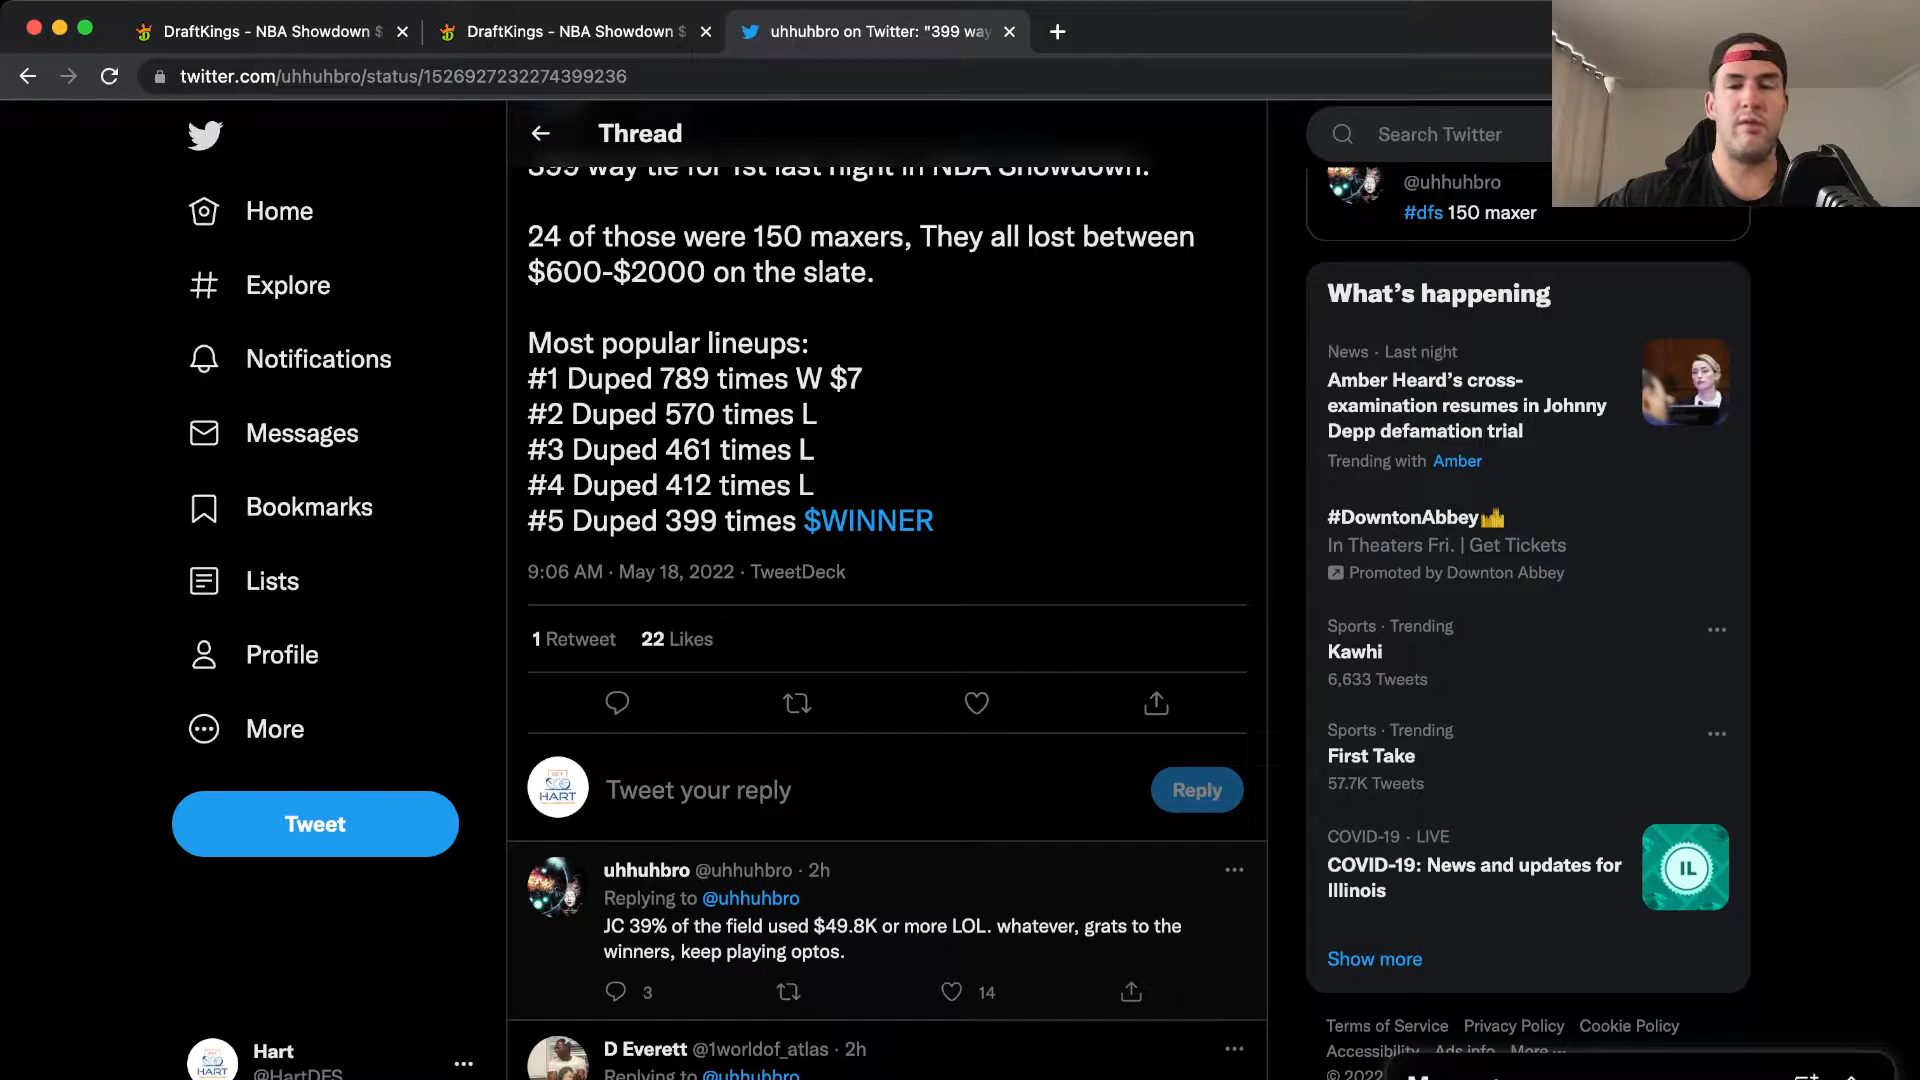 DraftKings - NBA Showdown $
DraftKings - NBA Showdown $
uhhuhbro on Twitter: "399 way
twitter.com/uhhuhbro/status/1526927232274399236
Home
Explore
Notifications
Messages
Bookmarks
Lists
Profile
More
Tweet
Hart
@HartDFS
Thread
399 way tie for 1st last night in NBA Showdown.
24 of those were 150 maxers, They all lost between
$600-$2000 on the slate.
Most popular lineups:
#1 Duped 789 times W $7
#2 Duped 570 times L
#3 Duped 461 times L
#4 Duped 412 times L
#5 Duped 399 times $WINNER
9:06 AM · May 18, 2022 · TweetDeck
1 Retweet 22 Likes
HART
Tweet your reply
Reply
uhhuhbro @uhhuhbro · 2h
Replying to @uhhuhbro
JC 39% of the field used $49.8K or more LOL. whatever, grats to the
winners, keep playing optos.
3
14
D Everett @1worldof_atlas · 2h
Replying to @uhhuhbro
Search Twitter
@uhhuhbro
#dfs 150 maxer
What's happening
News · Last night
Amber Heard's cross-
examination resumes in Johnny
Depp defamation trial
Trending with Amber
#DowntonAbbey
In Theaters Fri. | Get Tickets
Promoted by Downton Abbey
Sports · Trending
Kawhi
6,633 Tweets
Sports · Trending
First Take
57.7K Tweets
COVID-19 · LIVE
COVID-19: News and updates for
Illinois
IL
Show more
Terms of Service Privacy Policy Cookie Policy
Accessibility Ads info More ···
© 2022